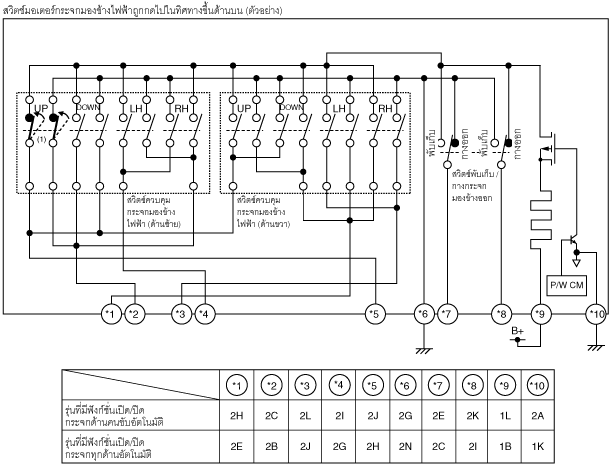 สวิตช์มอเตอร์กระจกมองข้างไฟฟ้าถูกกดไปในทิศทางขึ้นด้านบน (ตัวอย่าง)
UP DOWN LH RH UP DOWN LH RH
(1)
พับเก็บ กางออก พับเก็บ กางออก
สวิตช์ควบคุม
กระจกมองข้าง
ไฟฟ้า (ด้านซ้าย)
สวิตช์ควบคุม
กระจกมองข้าง
ไฟฟ้า (ด้านขวา)
สวิตช์พับเก็บ /
กางกระจก
มองข้างออก
P/W CM
*1 *2 *3 *4 *5 *6 *7 *8 *9 *10
B+
*1 *2 *3 *4 *5 *6 *7 *8 *9 *10
รุ่นที่มีฟังก์ชั่นเปิด/ปิด
กระจกด้านคนขับอัตโนมัติ
2H 2C 2L 2I 2J 2G 2E 2K 1L 2A
รุ่นที่มีฟังก์ชั่นเปิด/ปิด
กระจกทุกด้านอัตโนมัติ
2E 2B 2J 2G 2H 2N 2C 2I 1B 1K